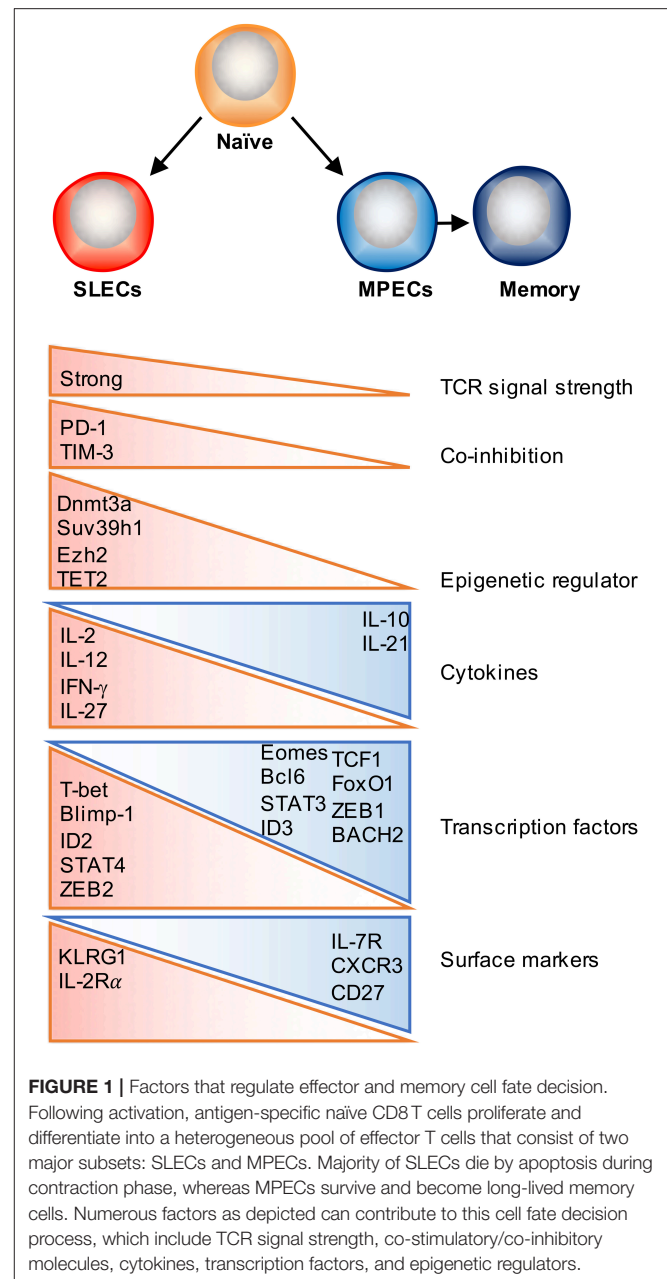 Naïve
SLECs
MPECs
Memory
Strong
TCR signal strength
PD-1
TIM-3
Co-inhibition
Dnmt3a
Suv39h1
Ezh2
TET2
Epigenetic regulator
IL-10
IL-21
IL-2
IL-12
IFN-γ
IL-27
Cytokines
Eomes
Bcl6
STAT3
ID3
TCF1
FoxO1
ZEB1
BACH2
T-bet
Blimp-1
ID2
STAT4
ZEB2
Transcription factors
IL-7R
CXCR3
CD27
KLRG1
IL-2Rα
Surface markers
FIGURE 1 | Factors that regulate effector and memory cell fate decision.
Following activation, antigen-specific naïve CD8 T cells proliferate and
differentiate into a heterogeneous pool of effector T cells that consist of two
major subsets: SLECs and MPECs. Majority of SLECs die by apoptosis during
contraction phase, whereas MPECs survive and become long-lived memory
cells. Numerous factors as depicted can contribute to this cell fate decision
process, which include TCR signal strength, co-stimulatory/co-inhibitory
molecules, cytokines, transcription factors, and epigenetic regulators.